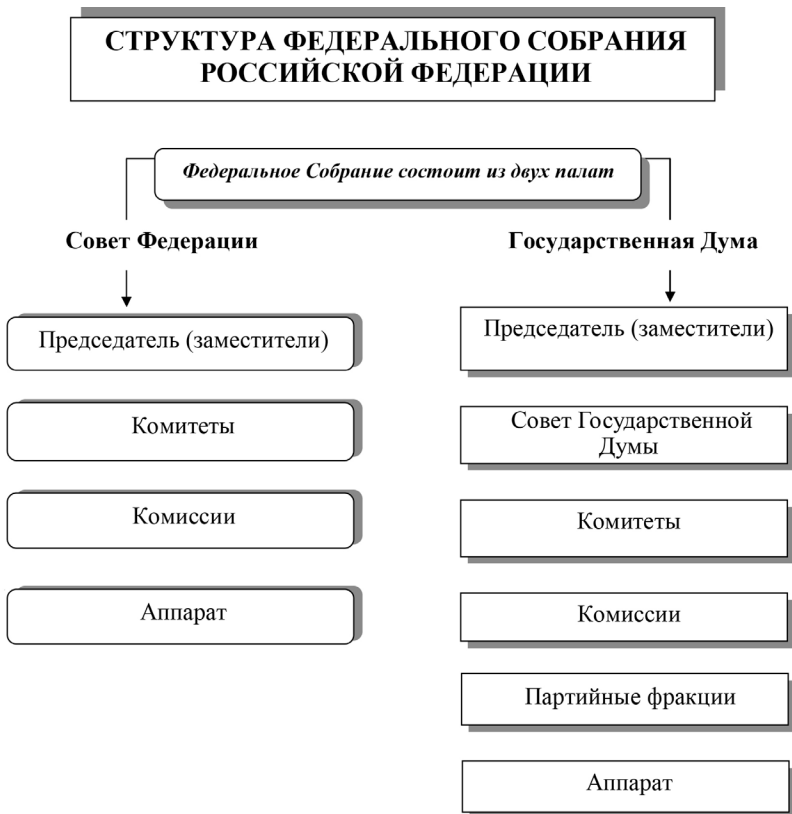 СТРУКТУРА ФЕДЕРАЛЬНОГО СОБРАНИЯ
РОССИЙСКОЙ ФЕДЕРАЦИИ
Федеральное Собрание состоит из двух палат
Совет Федерации
Председатель (заместители)
Комитеты
Комиссии
Аппарат
Государственная Дума
Председатель (заместители)
Совет Государственной
Думы
Комитеты
Комиссии
Партийные фракции
Аппарат